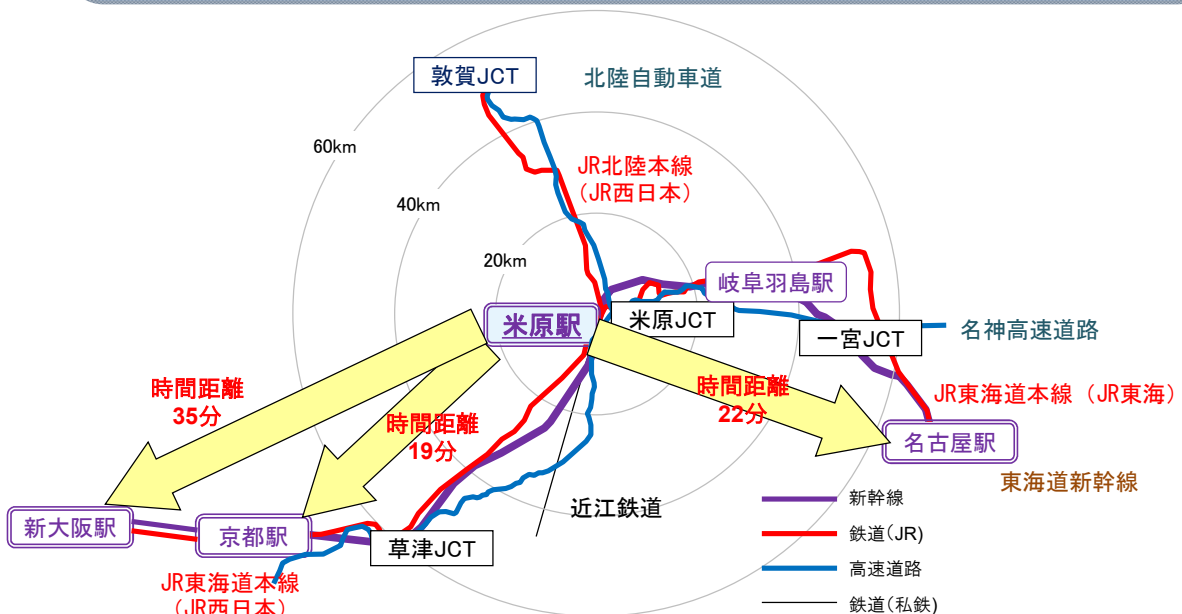 敦賀JCT
北陸自動車道
60km
JR北陸本線
（JR西日本）
40km
20km
岐阜羽島駅
米原駅
米原JCT
一宮JCT
名神高速道路
時間距離
35分
時間距離
22分
JR東海道本線（JR東海）
時間距離
19分
名古屋駅
東海道新幹線
新幹線
近江鉄道
新大阪駅
京都駅
鉄道(JR)
草津JCT
高速道路
JR東海道本線
（JR西日本）
鉄道(私鉄)